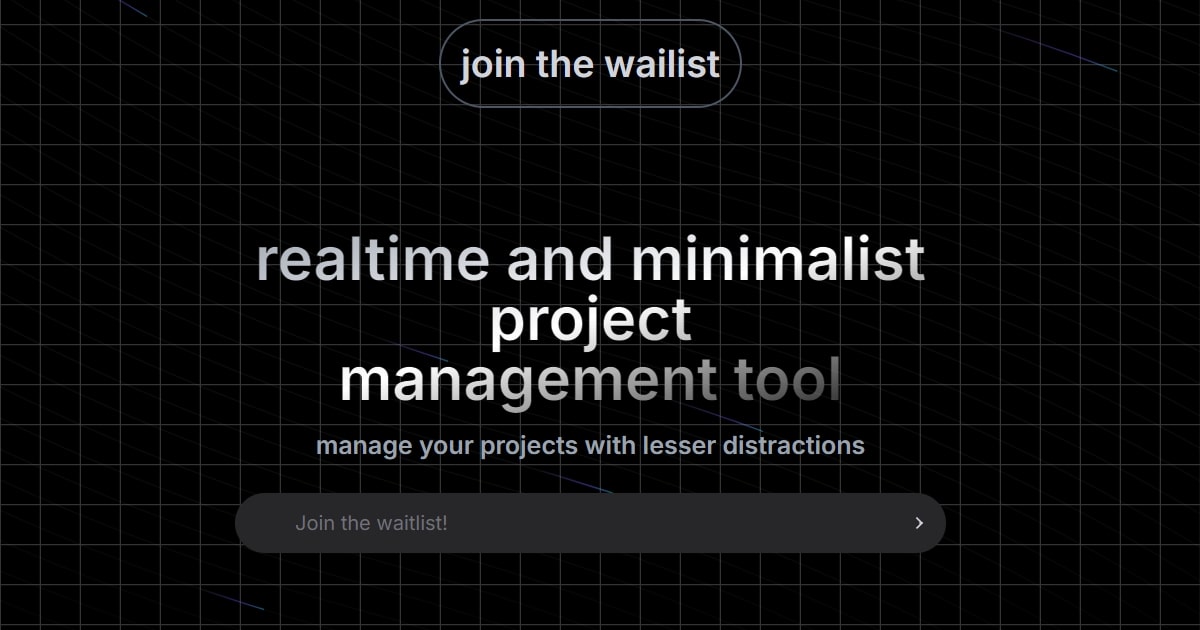 join the wailist
realtime and minimalist
project
management tool
manage your projects with lesser distractions
Join the waitlist!